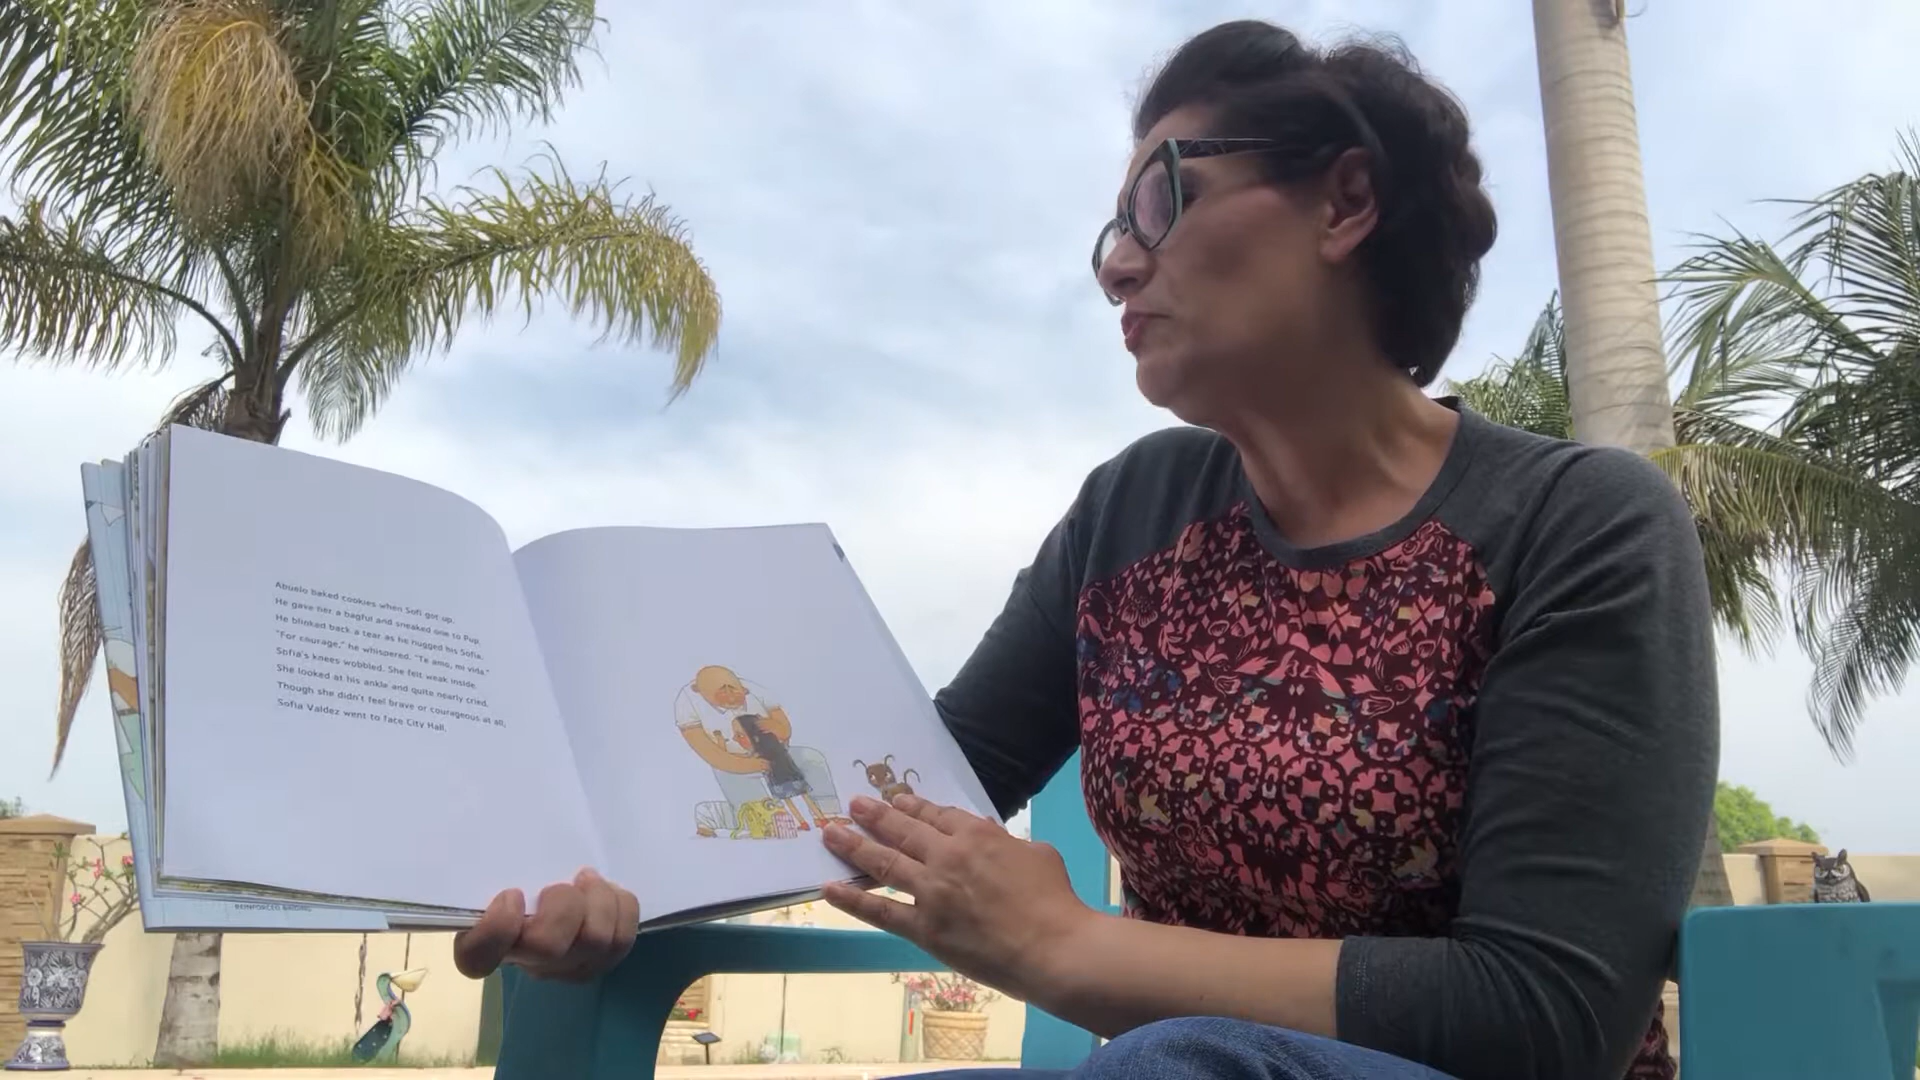 Abuelo baked cookies when Sofi got up.
He gave her a bagful and sneaked one to Pup.
He blinked back a tear as he hugged his Sofia.
"For courage," he whispered. "Te amo, mi vida."
Sofia's knees wobbled. She felt weak inside.
She looked at his ankle and quite nearly cried.
Though she didn't feel brave or courageous at all,
Sofia Valdez went to face City Hall.
REINFORCED BINDING